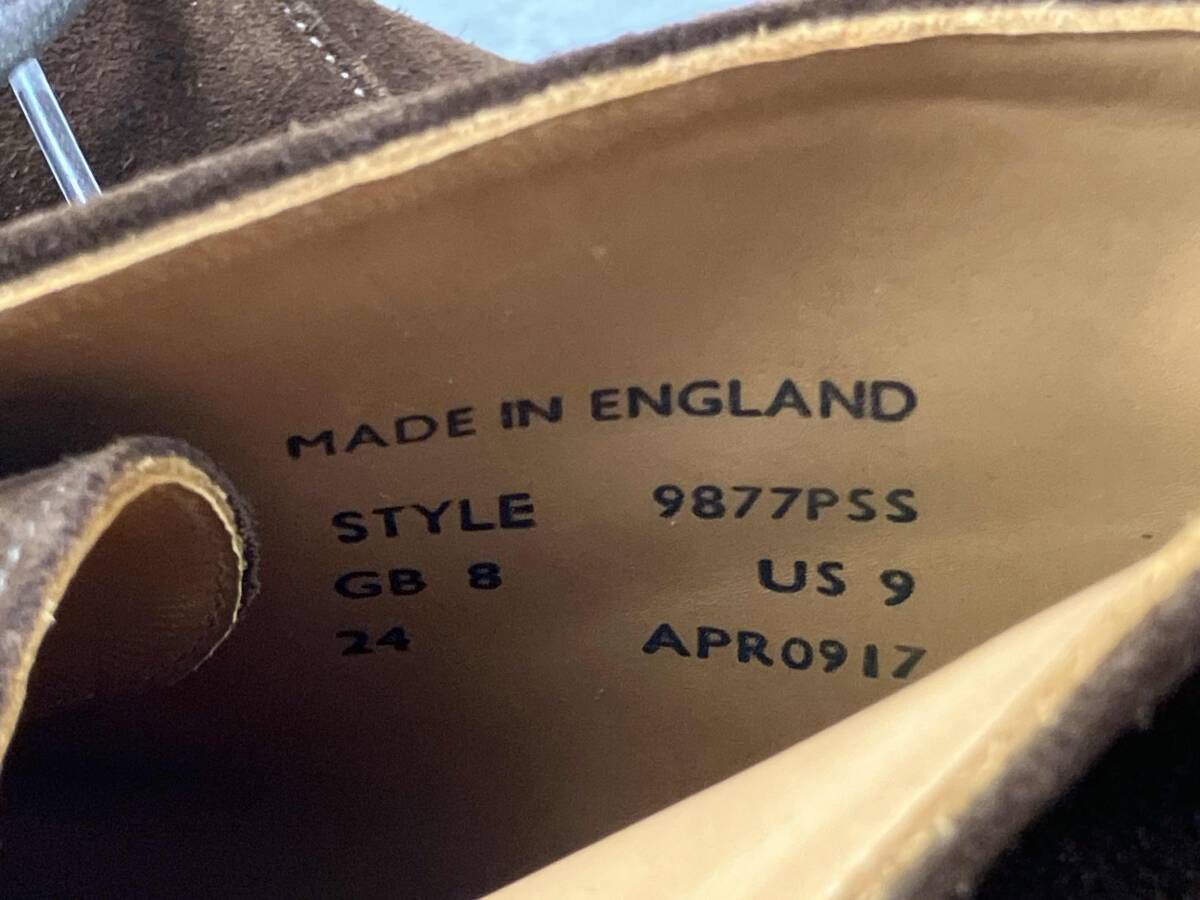 MADE IN ENGLAND
STYLE 9877PSS
GB 8 US 9
24 APR0917